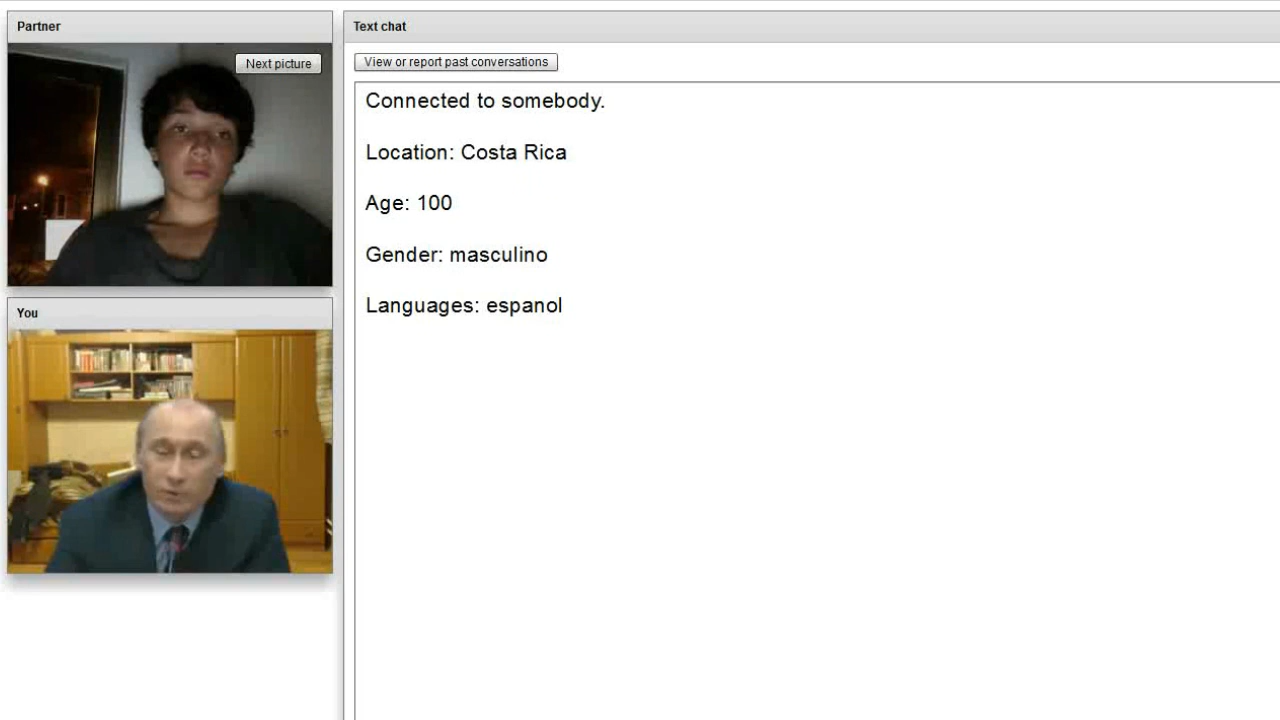 Partner
Next picture
You
Text chat
View or report past conversations
Connected to somebody.
Location: Costa Rica
Age: 100
Gender: masculino
Languages: espanol